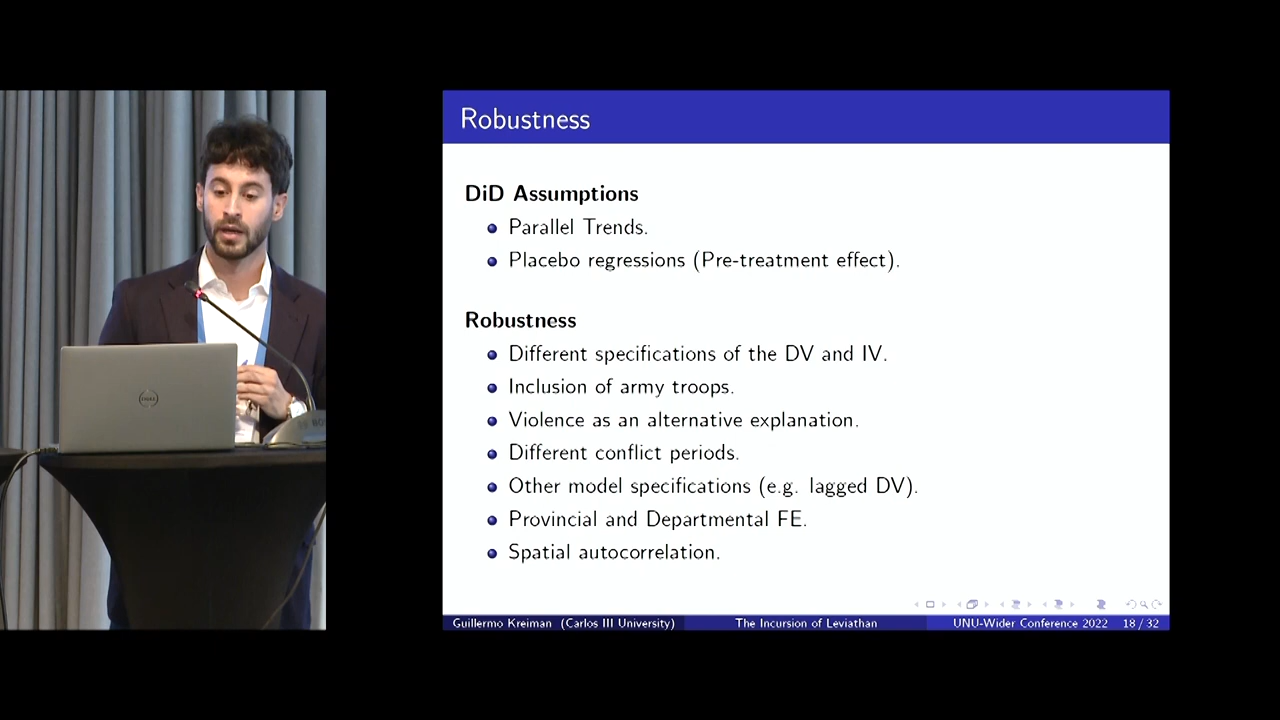 Robustness
DiD Assumptions
Parallel Trends.
Placebo regressions (Pre-treatment effect).
Robustness
Different specifications of the DV and IV.
Inclusion of army troops.
Violence as an alternative explanation.
Different conflict periods.
Other model specifications (e.g. lagged DV).
Provincial and Departmental FE.
Spatial autocorrelation.
Guillermo Kreiman (Carlos III University)
The Incursion of Leviathan
UNU-Wider Conference 2022
18 / 32
DELL